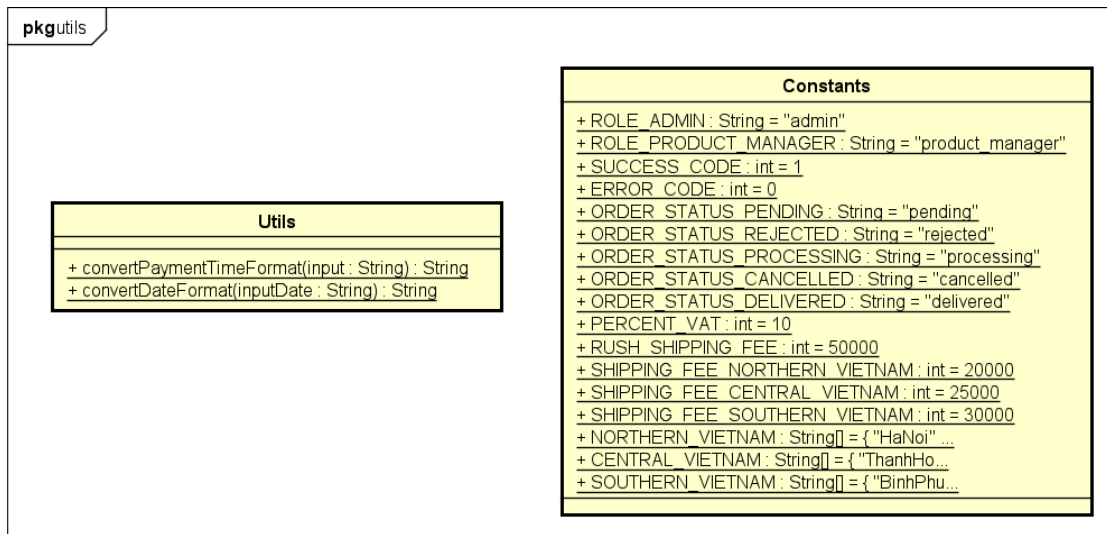 pkg utils
Utils
+ convertPaymentTimeFormat(input : String) : String
+ convertDateFormat(inputDate : String) : String
Constants
+ ROLE_ADMIN : String = "admin"
+ ROLE_PRODUCT_MANAGER : String = "product_manager"
+ SUCCESS_CODE : int = 1
+ ERROR_CODE : int = 0
+ ORDER_STATUS_PENDING : String = "pending"
+ ORDER_STATUS_REJECTED : String = "rejected"
+ ORDER_STATUS_PROCESSING : String = "processing"
+ ORDER_STATUS_CANCELLED : String = "cancelled"
+ ORDER_STATUS_DELIVERED : String = "delivered"
+ PERCENT_VAT : int = 10
+ RUSH_SHIPPING_FEE : int = 50000
+ SHIPPING_FEE_NORTHERN_VIETNAM : int = 20000
+ SHIPPING_FEE_CENTRAL_VIETNAM : int = 25000
+ SHIPPING_FEE_SOUTHERN_VIETNAM : int = 30000
+ NORTHERN_VIETNAM : String[] = { "HaNoi" ...
+ CENTRAL_VIETNAM : String[] = { "ThanhHo...
+ SOUTHERN_VIETNAM : String[] = { "BinhPhu...